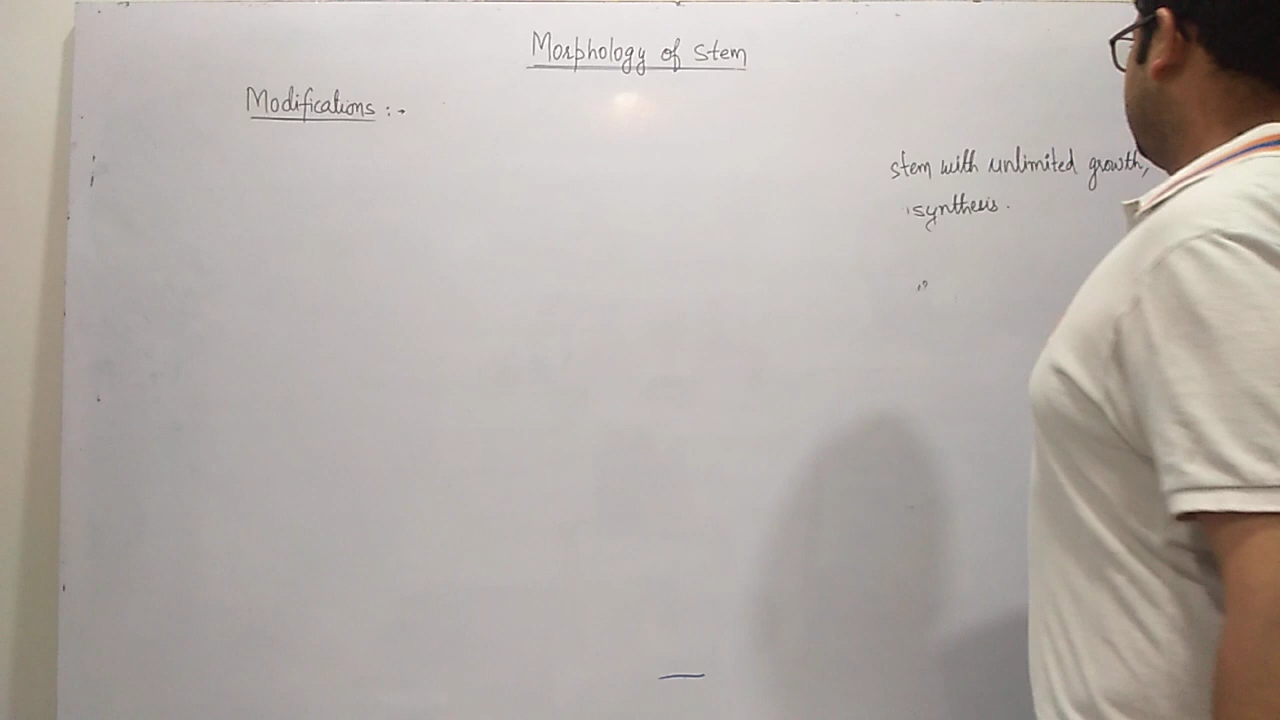 Morphology of stem
Modifications :-
stem with unlimited growth,
synthesis.